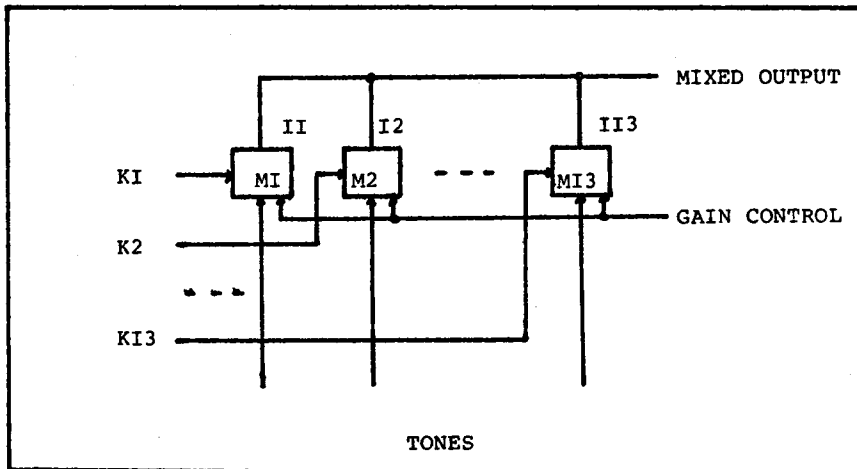 MIXED OUTPUT
II I2 II3
KI MI M2 MI3
GAIN CONTROL
K2
KI3
TONES